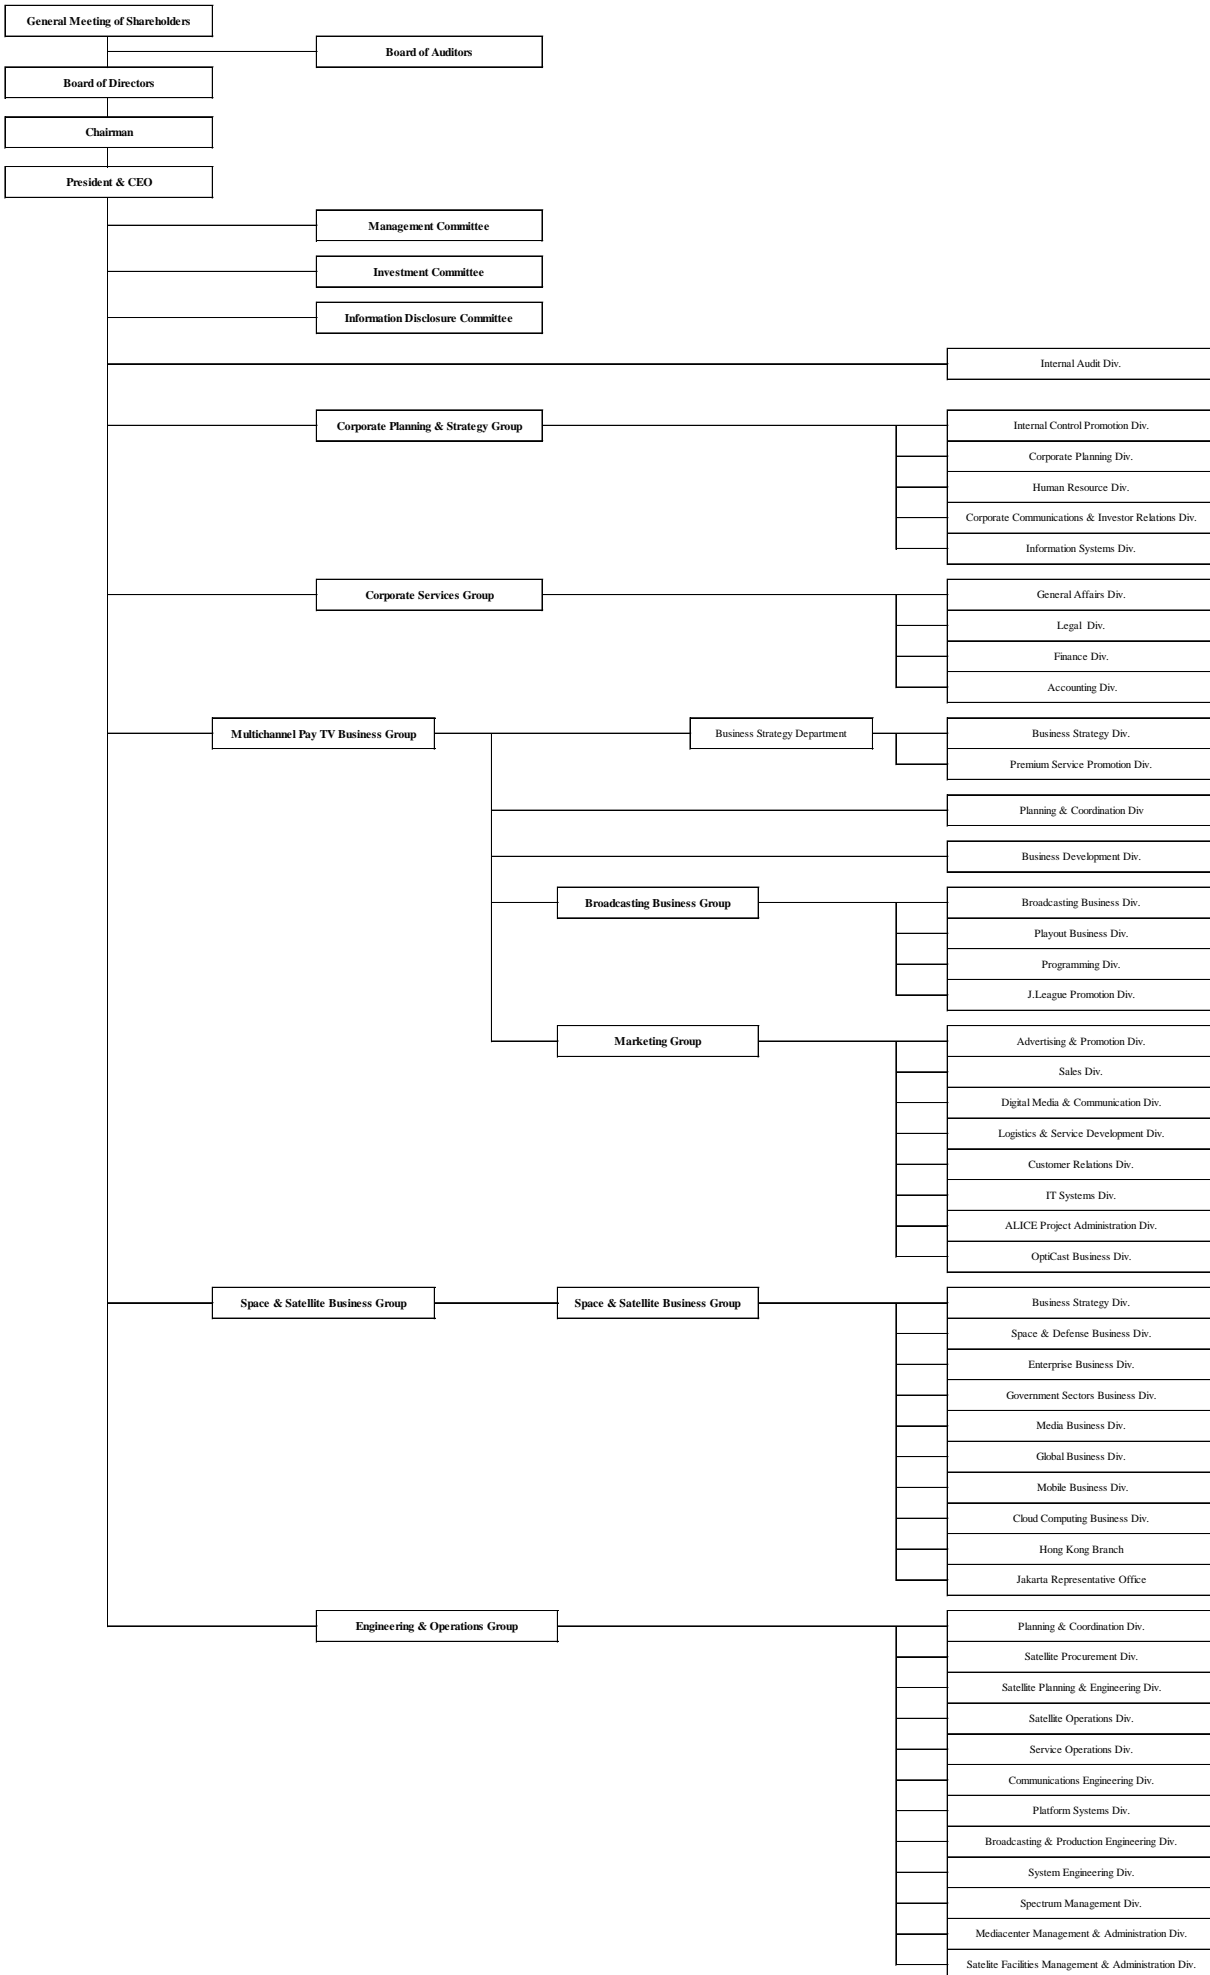 General Meeting of Shareholders
Board of Auditors
Board of Directors
Chairman
President & CEO
Management Committee
Investment Committee
Information Disclosure Committee
Internal Audit Div.
Corporate Planning & Strategy Group
Internal Control Promotion Div.
Corporate Planning Div.
Human Resource Div.
Corporate Communications & Investor Relations Div.
Information Systems Div.
Corporate Services Group
General Affairs Div.
Legal Div.
Finance Div.
Accounting Div.
Multichannel Pay TV Business Group
Business Strategy Department
Business Strategy Div.
Premium Service Promotion Div.
Planning & Coordination Div
Business Development Div.
Broadcasting Business Group
Broadcasting Business Div.
Playout Business Div.
Programming Div.
J.League Promotion Div.
Marketing Group
Advertising & Promotion Div.
Sales Div.
Digital Media & Communication Div.
Logistics & Service Development Div.
Customer Relations Div.
IT Systems Div.
ALICE Project Administration Div.
OptiCast Business Div.
Space & Satellite Business Group
Space & Satellite Business Group
Business Strategy Div.
Space & Defense Business Div.
Enterprise Business Div.
Government Sectors Business Div.
Media Business Div.
Global Business Div.
Mobile Business Div.
Cloud Computing Business Div.
Hong Kong Branch
Jakarta Representative Office
Engineering & Operations Group
Planning & Coordination Div.
Satellite Procurement Div.
Satellite Planning & Engineering Div.
Satellite Operations Div.
Service Operations Div.
Communications Engineering Div.
Platform Systems Div.
Broadcasting & Production Engineering Div.
System Engineering Div.
Spectrum Management Div.
Mediacenter Management & Administration Div.
Satelite Facilities Management & Administration Div.